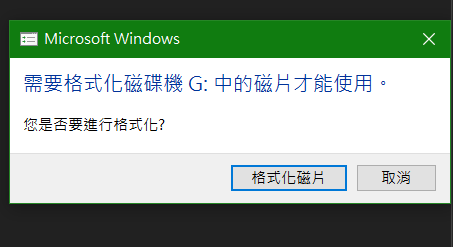 Microsoft Windows
需要格式化磁碟機 G: 中的磁片才能使用。
您是否要進行格式化?
格式化磁片
取消